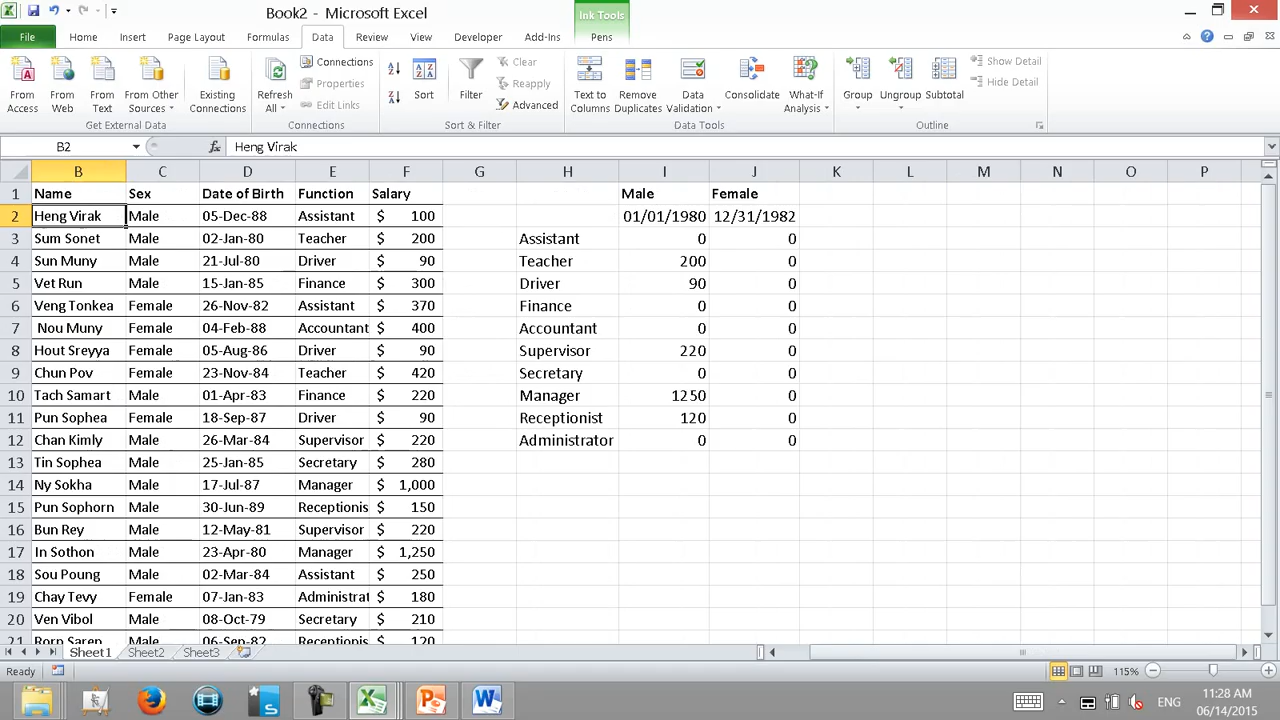 Book2 - Microsoft Excel
Ink Tools
File Home Insert Page Layout Formulas Data Review View Developer Add-Ins Pens
From Access
From Web
From Text
From Other Sources
Existing Connections
Get External Data
Refresh All
Connections
Properties
Edit Links
Connections
Sort
Filter
Clear
Reapply
Advanced
Sort & Filter
Text to Columns
Remove Duplicates
Data Validation
Consolidate
What-If Analysis
Data Tools
Group
Ungroup
Subtotal
Show Detail
Hide Detail
Outline
B2 fx Heng Virak
B C D E F G H I J K L M N O P
1 Name Sex Date of Birth Function Salary Male Female
2 Heng Virak Male 05-Dec-88 Assistant $ 100 01/01/1980 12/31/1982
3 Sum Sonet Male 02-Jan-80 Teacher $ 200 Assistant 0 0
4 Sun Muny Male 21-Jul-80 Driver $ 90 Teacher 200 0
5 Vet Run Male 15-Jan-85 Finance $ 300 Driver 90 0
6 Veng Tonkea Female 26-Nov-82 Assistant $ 370 Finance 0 0
7 Nou Muny Female 04-Feb-88 Accountant $ 400 Accountant 0 0
8 Hout Sreyya Female 05-Aug-86 Driver $ 90 Supervisor 220 0
9 Chun Pov Female 23-Nov-84 Teacher $ 420 Secretary 0 0
10 Tach Samart Male 01-Apr-83 Finance $ 220 Manager 1250 0
11 Pun Sophea Female 18-Sep-87 Driver $ 90 Receptionist 120 0
12 Chan Kimly Male 26-Mar-84 Supervisor $ 220 Administrator 0 0
13 Tin Sophea Male 25-Jan-85 Secretary $ 280
14 Ny Sokha Male 17-Jul-87 Manager $ 1,000
15 Pun Sophorn Male 30-Jun-89 Receptionis $ 150
16 Bun Rey Male 12-May-81 Supervisor $ 220
17 In Sothon Male 23-Apr-80 Manager $ 1,250
18 Sou Poung Male 02-Mar-84 Assistant $ 250
19 Chay Tevy Female 07-Jan-83 Administrat $ 180
20 Ven Vibol Male 08-Oct-79 Secretary $ 210
21 Rorn Saren Male 06-Sep-82 Receptionis $ 120
Sheet1 Sheet2 Sheet3
Ready 115%
ENG
11:28 AM
06/14/2015